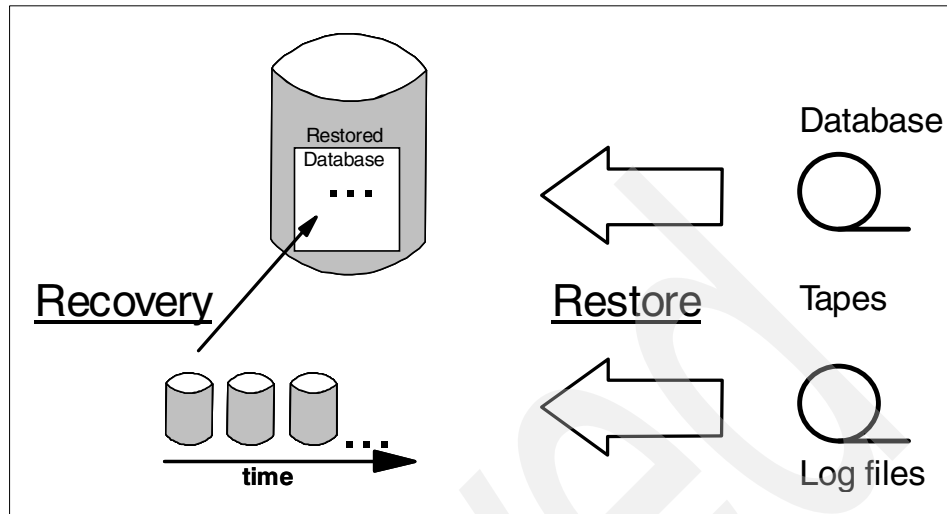 Restored
Database
...
Recovery
...
time
Restore
Database
Tapes
Log files